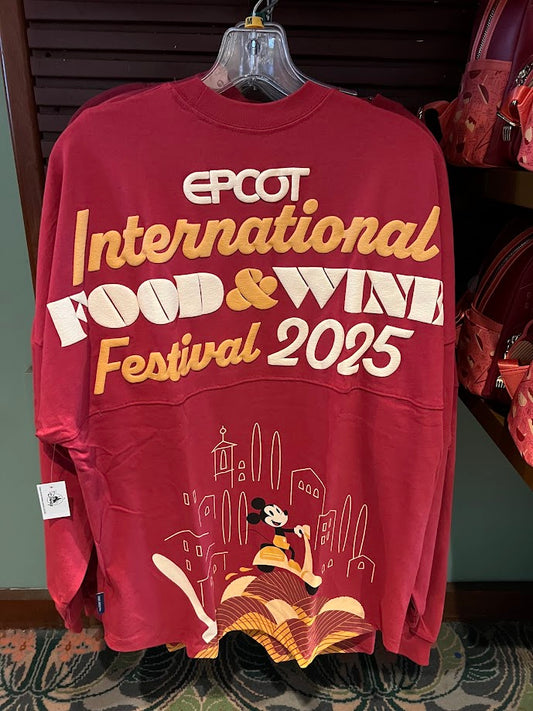 EPCOT
International
FOOD & WINE
Festival 2025